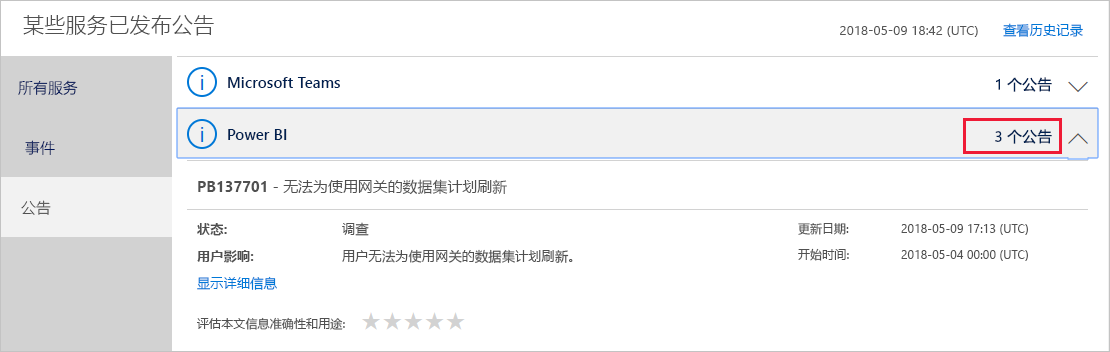 某些服务已发布公告
2018-05-09 18:42 (UTC) 查看历史记录
所有服务
事件
公告
Microsoft Teams 1 个公告
Power BI 3 个公告
PB137701 - 无法为使用网关的数据集计划刷新
状态: 调查 更新日期: 2018-05-09 17:13 (UTC)
用户影响: 用户无法为使用网关的数据集计划刷新。 开始时间: 2018-05-04 00:00 (UTC)
显示详细信息
评估本文信息准确性和用途: